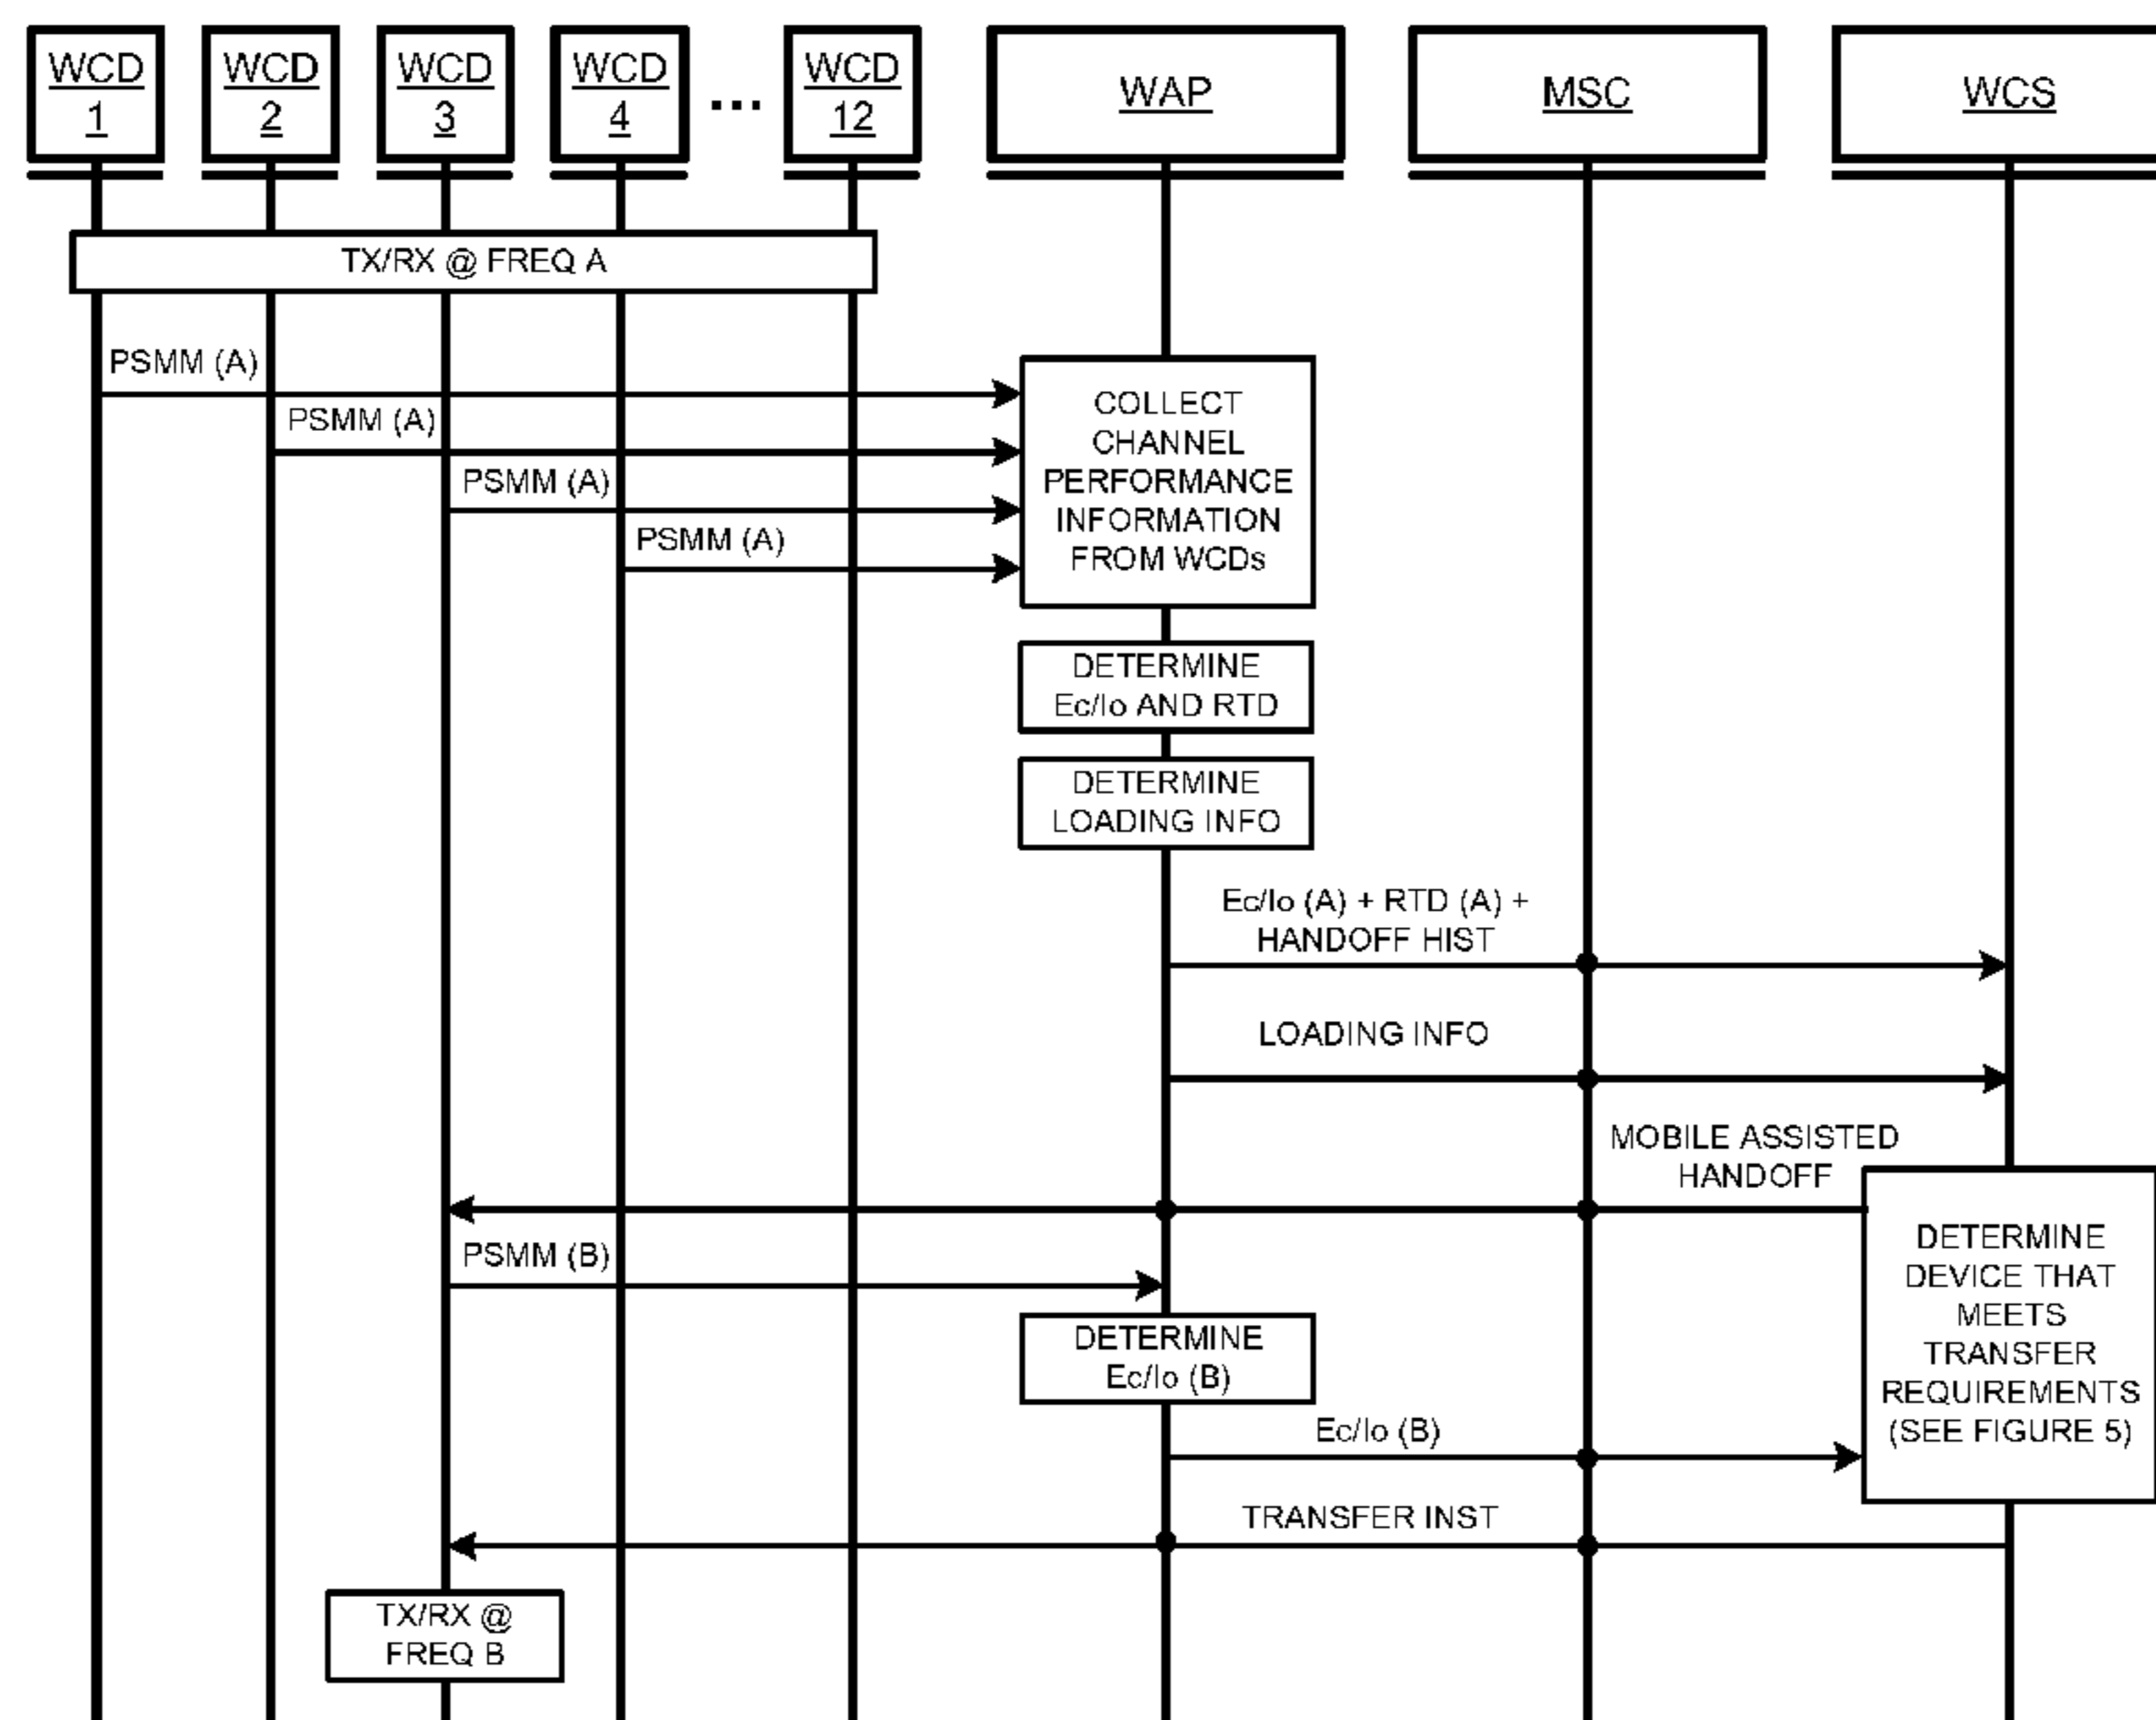 WCD
1
WCD
2
WCD
3
WCD
4
...
WCD
12
WAP
MSC
WCS
TX/RX @ FREQ A
PSMM (A)
PSMM (A)
PSMM (A)
PSMM (A)
COLLECT
CHANNEL
PERFORMANCE
INFORMATION
FROM WCDs
DETERMINE
Ec/Io AND RTD
DETERMINE
LOADING INFO
Ec/Io (A) + RTD (A) +
HANDOFF HIST
LOADING INFO
MOBILE ASSISTED
HANDOFF
PSMM (B)
DETERMINE
Ec/Io (B)
DETERMINE
DEVICE THAT
MEETS
TRANSFER
REQUIREMENTS
(SEE FIGURE 5)
Ec/Io (B)
TRANSFER INST
TX/RX @
FREQ B